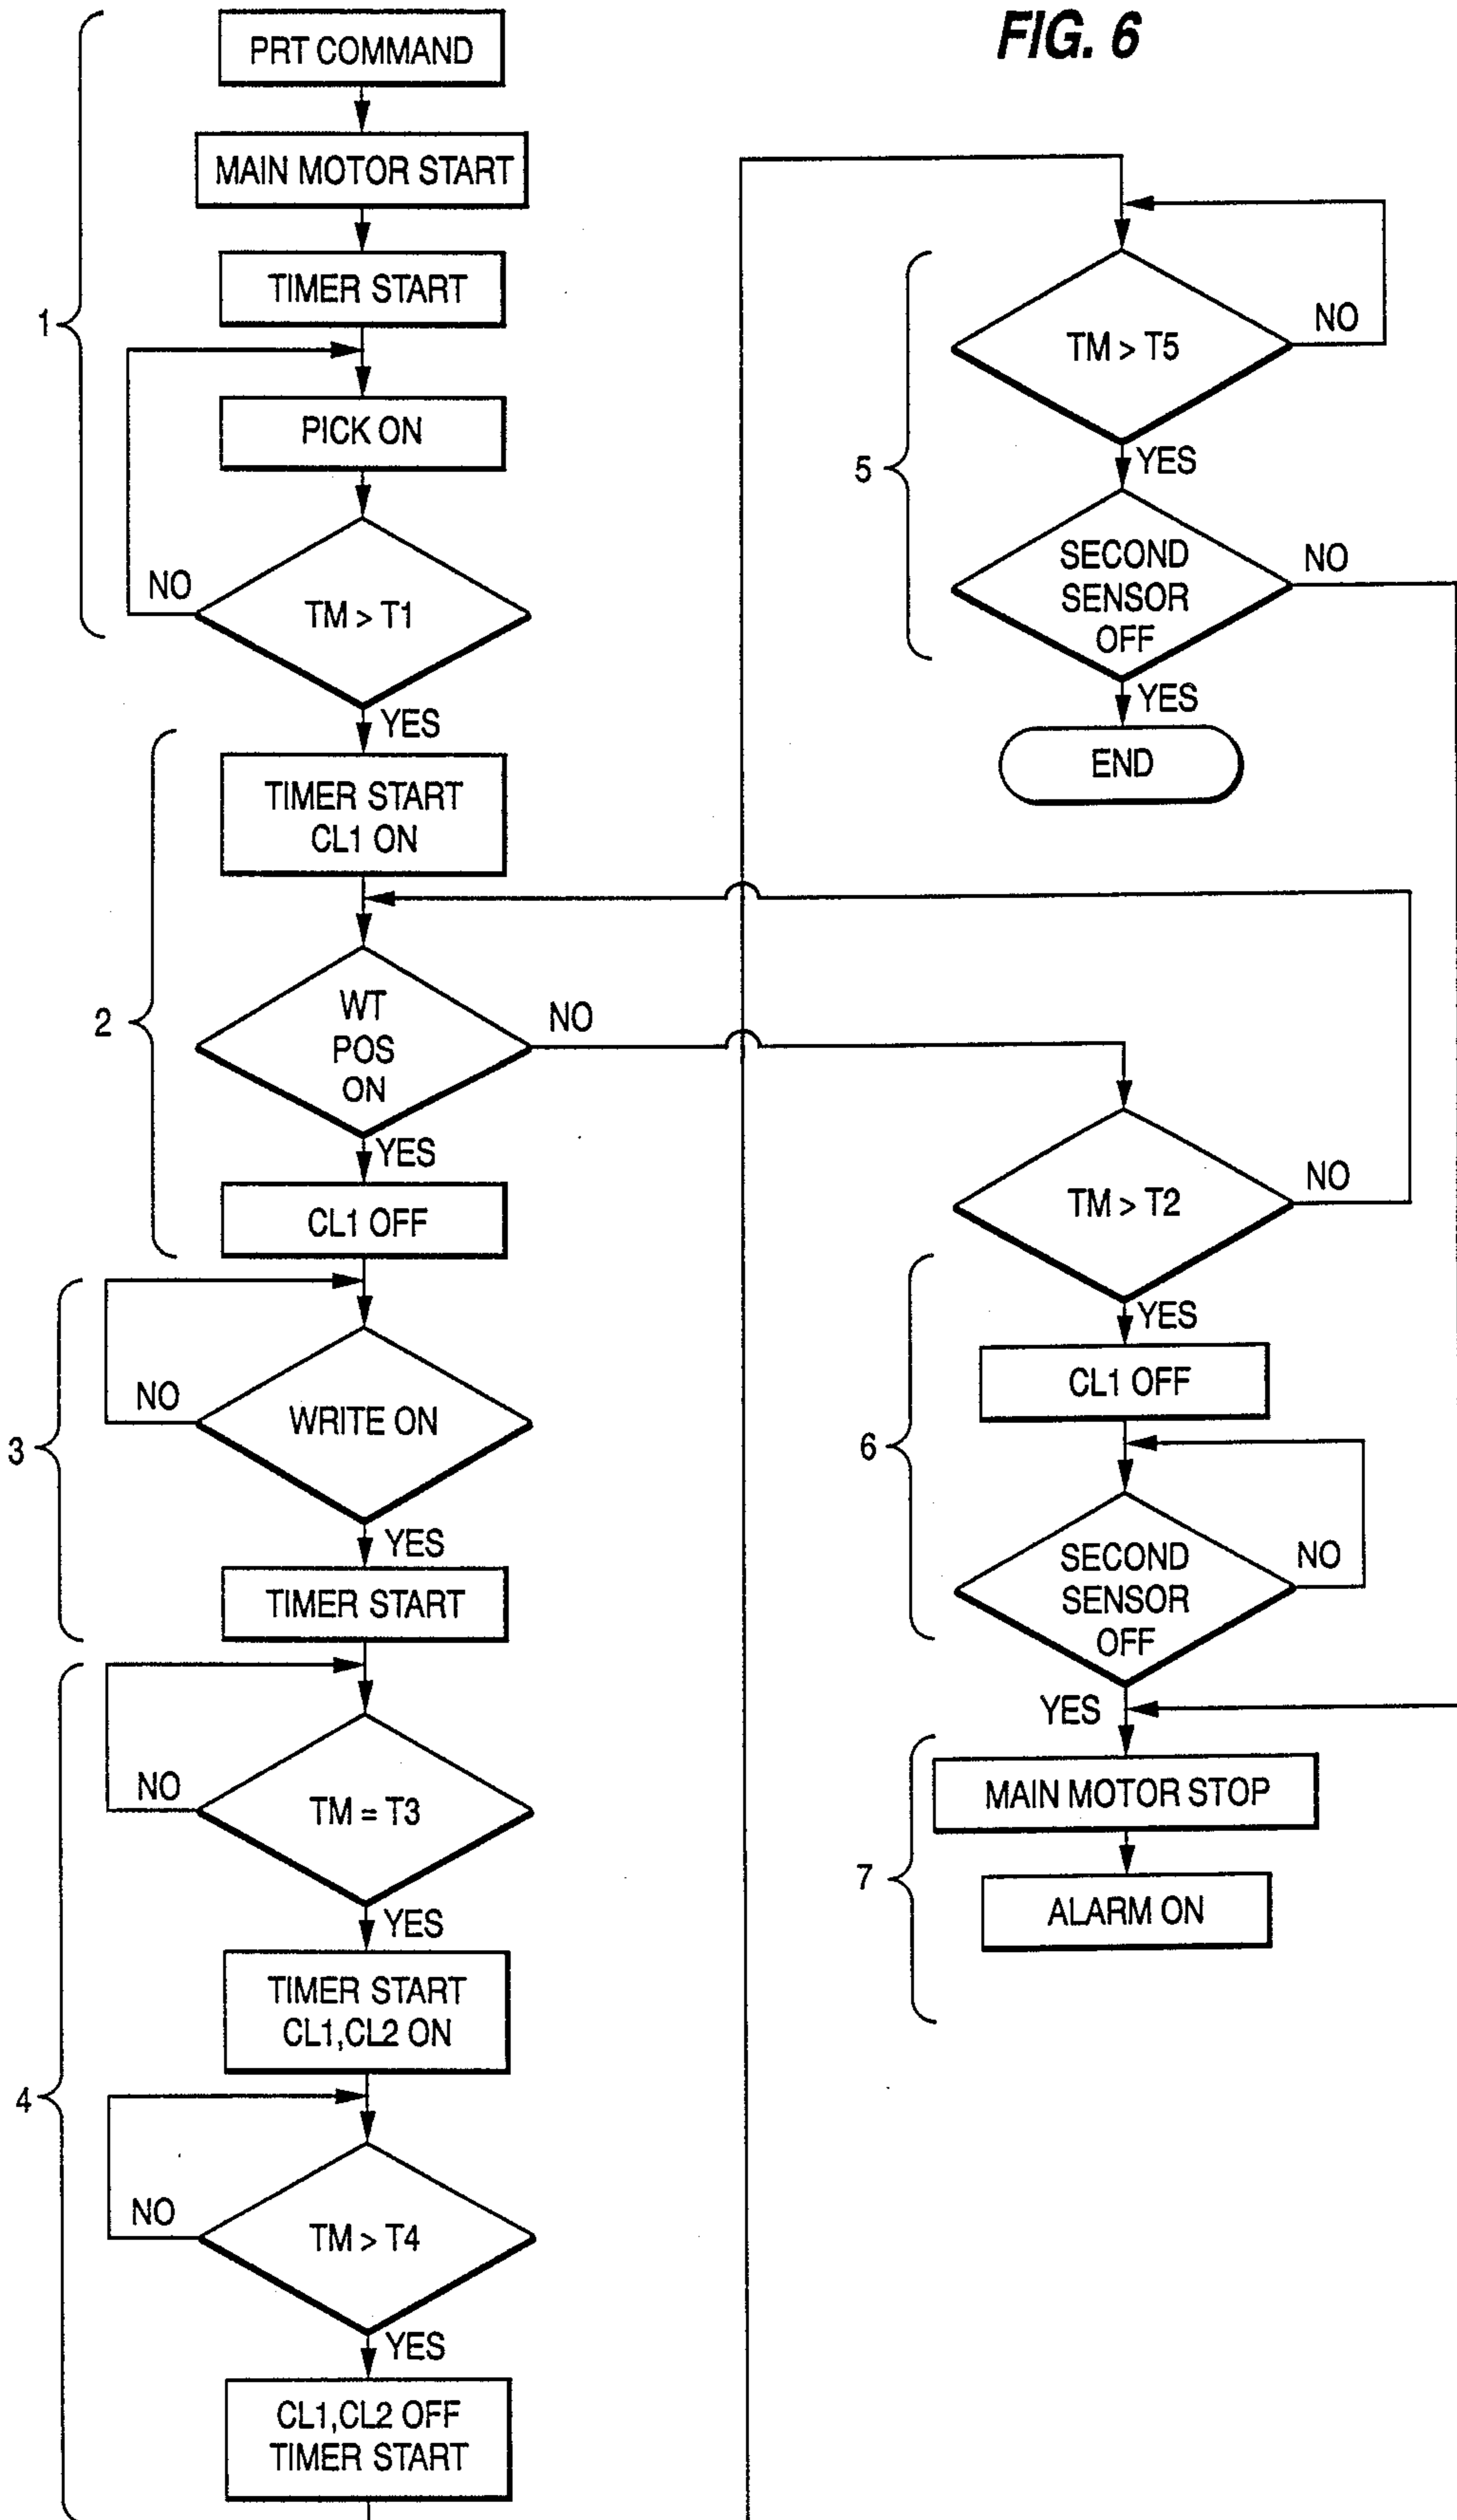 FIG. 6
1
PRT COMMAND
MAIN MOTOR START
TIMER START
PICK ON
TM > T1
NO
YES
2
TIMER START
CL1 ON
WT
POS
ON
NO
YES
CL1 OFF
3
WRITE ON
NO
YES
TIMER START
4
TM = T3
NO
YES
TIMER START
CL1,CL2 ON
TM > T4
NO
YES
CL1,CL2 OFF
TIMER START
5
TM > T5
NO
YES
SECOND
SENSOR
OFF
NO
YES
END
TM > T2
NO
YES
6
CL1 OFF
SECOND
SENSOR
OFF
NO
YES
7
MAIN MOTOR STOP
ALARM ON